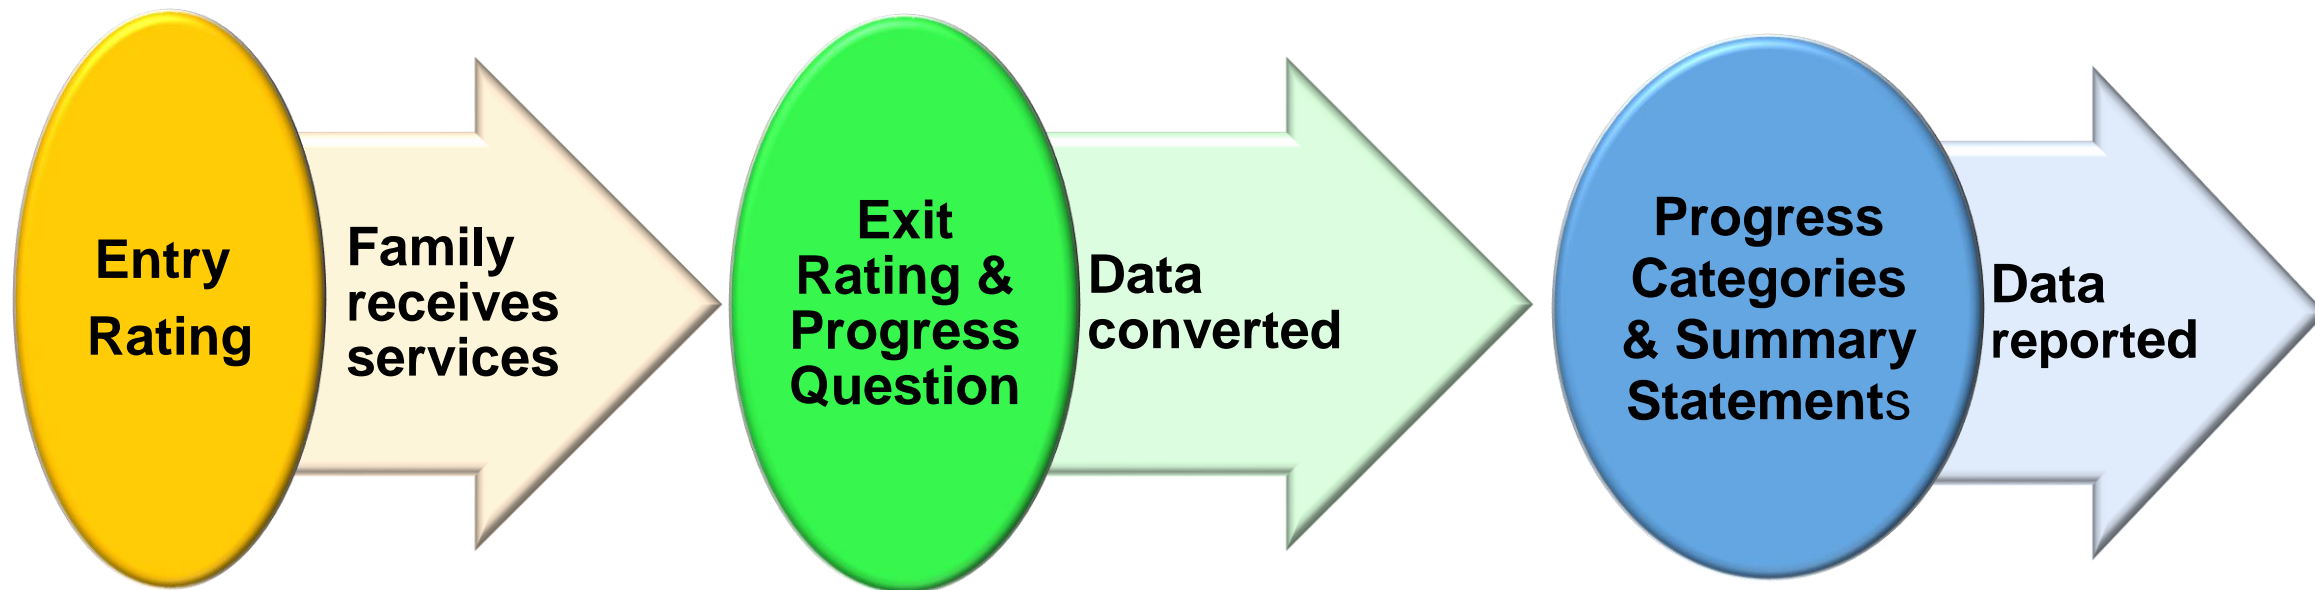 Entry
Rating
Family
receives
services
Exit
Rating &
Progress
Question
Data
converted
Progress
Categories
& Summary
Statements
Data
reported